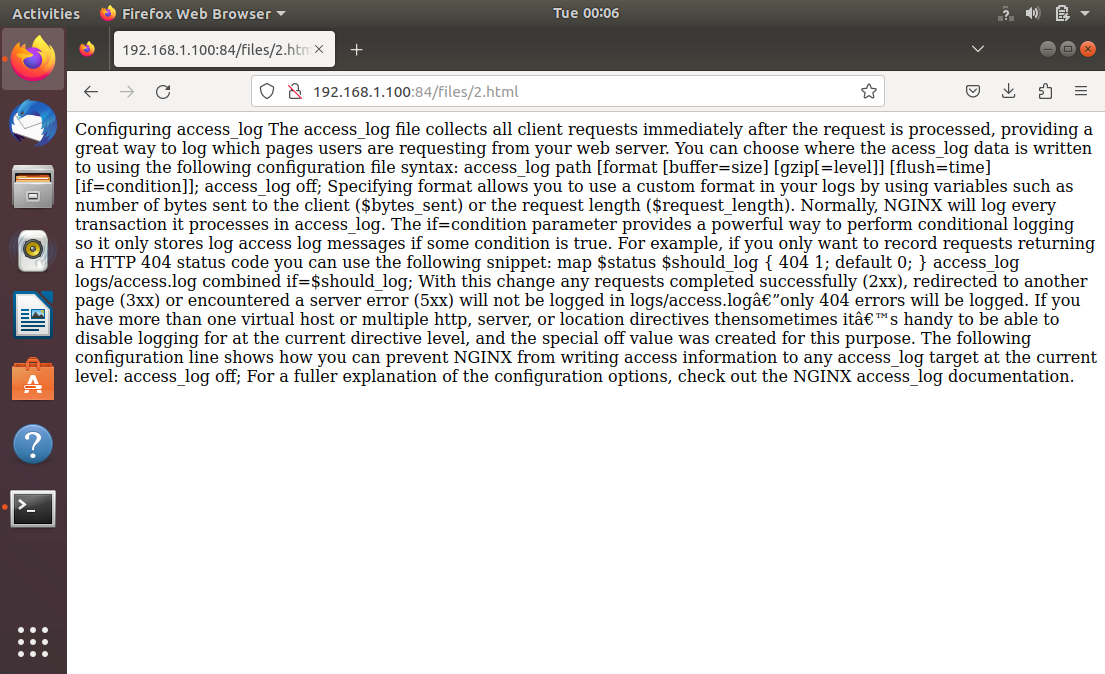 Activities Firefox Web Browser Tue 00:06
192.168.1.100:84/files/2.htm
192.168.1.100:84/files/2.html
Configuring access_log The access_log file collects all client requests immediately after the request is processed, providing a
great way to log which pages users are requesting from your web server. You can choose where the acess_log data is written
to using the following configuration file syntax: access_log path [format [buffer=size] [gzip[=level]] [flush=time]
[if=condition]]; access_log off; Specifying format allows you to use a custom format in your logs by using variables such as
number of bytes sent to the client ($bytes_sent) or the request length ($request_length). Normally, NGINX will log every
transaction it processes in access_log. The if=condition parameter provides a powerful way to perform conditional logging
so it only stores log access log messages if some condition is true. For example, if you only want to record requests returning
a HTTP 404 status code you can use the following snippet: map $status $should_log { 404 1; default 0; } access_log
logs/access.log combined if=$should_log; With this change any requests completed successfully (2xx), redirected to another
page (3xx) or encountered a server error (5xx) will not be logged in logs/access.logâ€”only 404 errors will be logged. If you
have more than one virtual host or multiple http, server, or location directives thensometimes itâ€™s handy to be able to
disable logging for at the current directive level, and the special off value was created for this purpose. The following
configuration line shows how you can prevent NGINX from writing access information to any access_log target at the current
level: access_log off; For a fuller explanation of the configuration options, check out the NGINX access_log documentation.